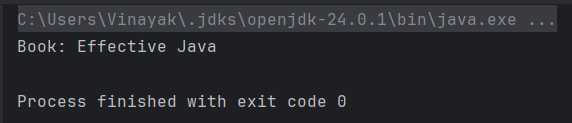 C:\Users\Vinayak\.jdks\openjdk-24.0.1\bin\java.exe ...
Book: Effective Java
Process finished with exit code 0